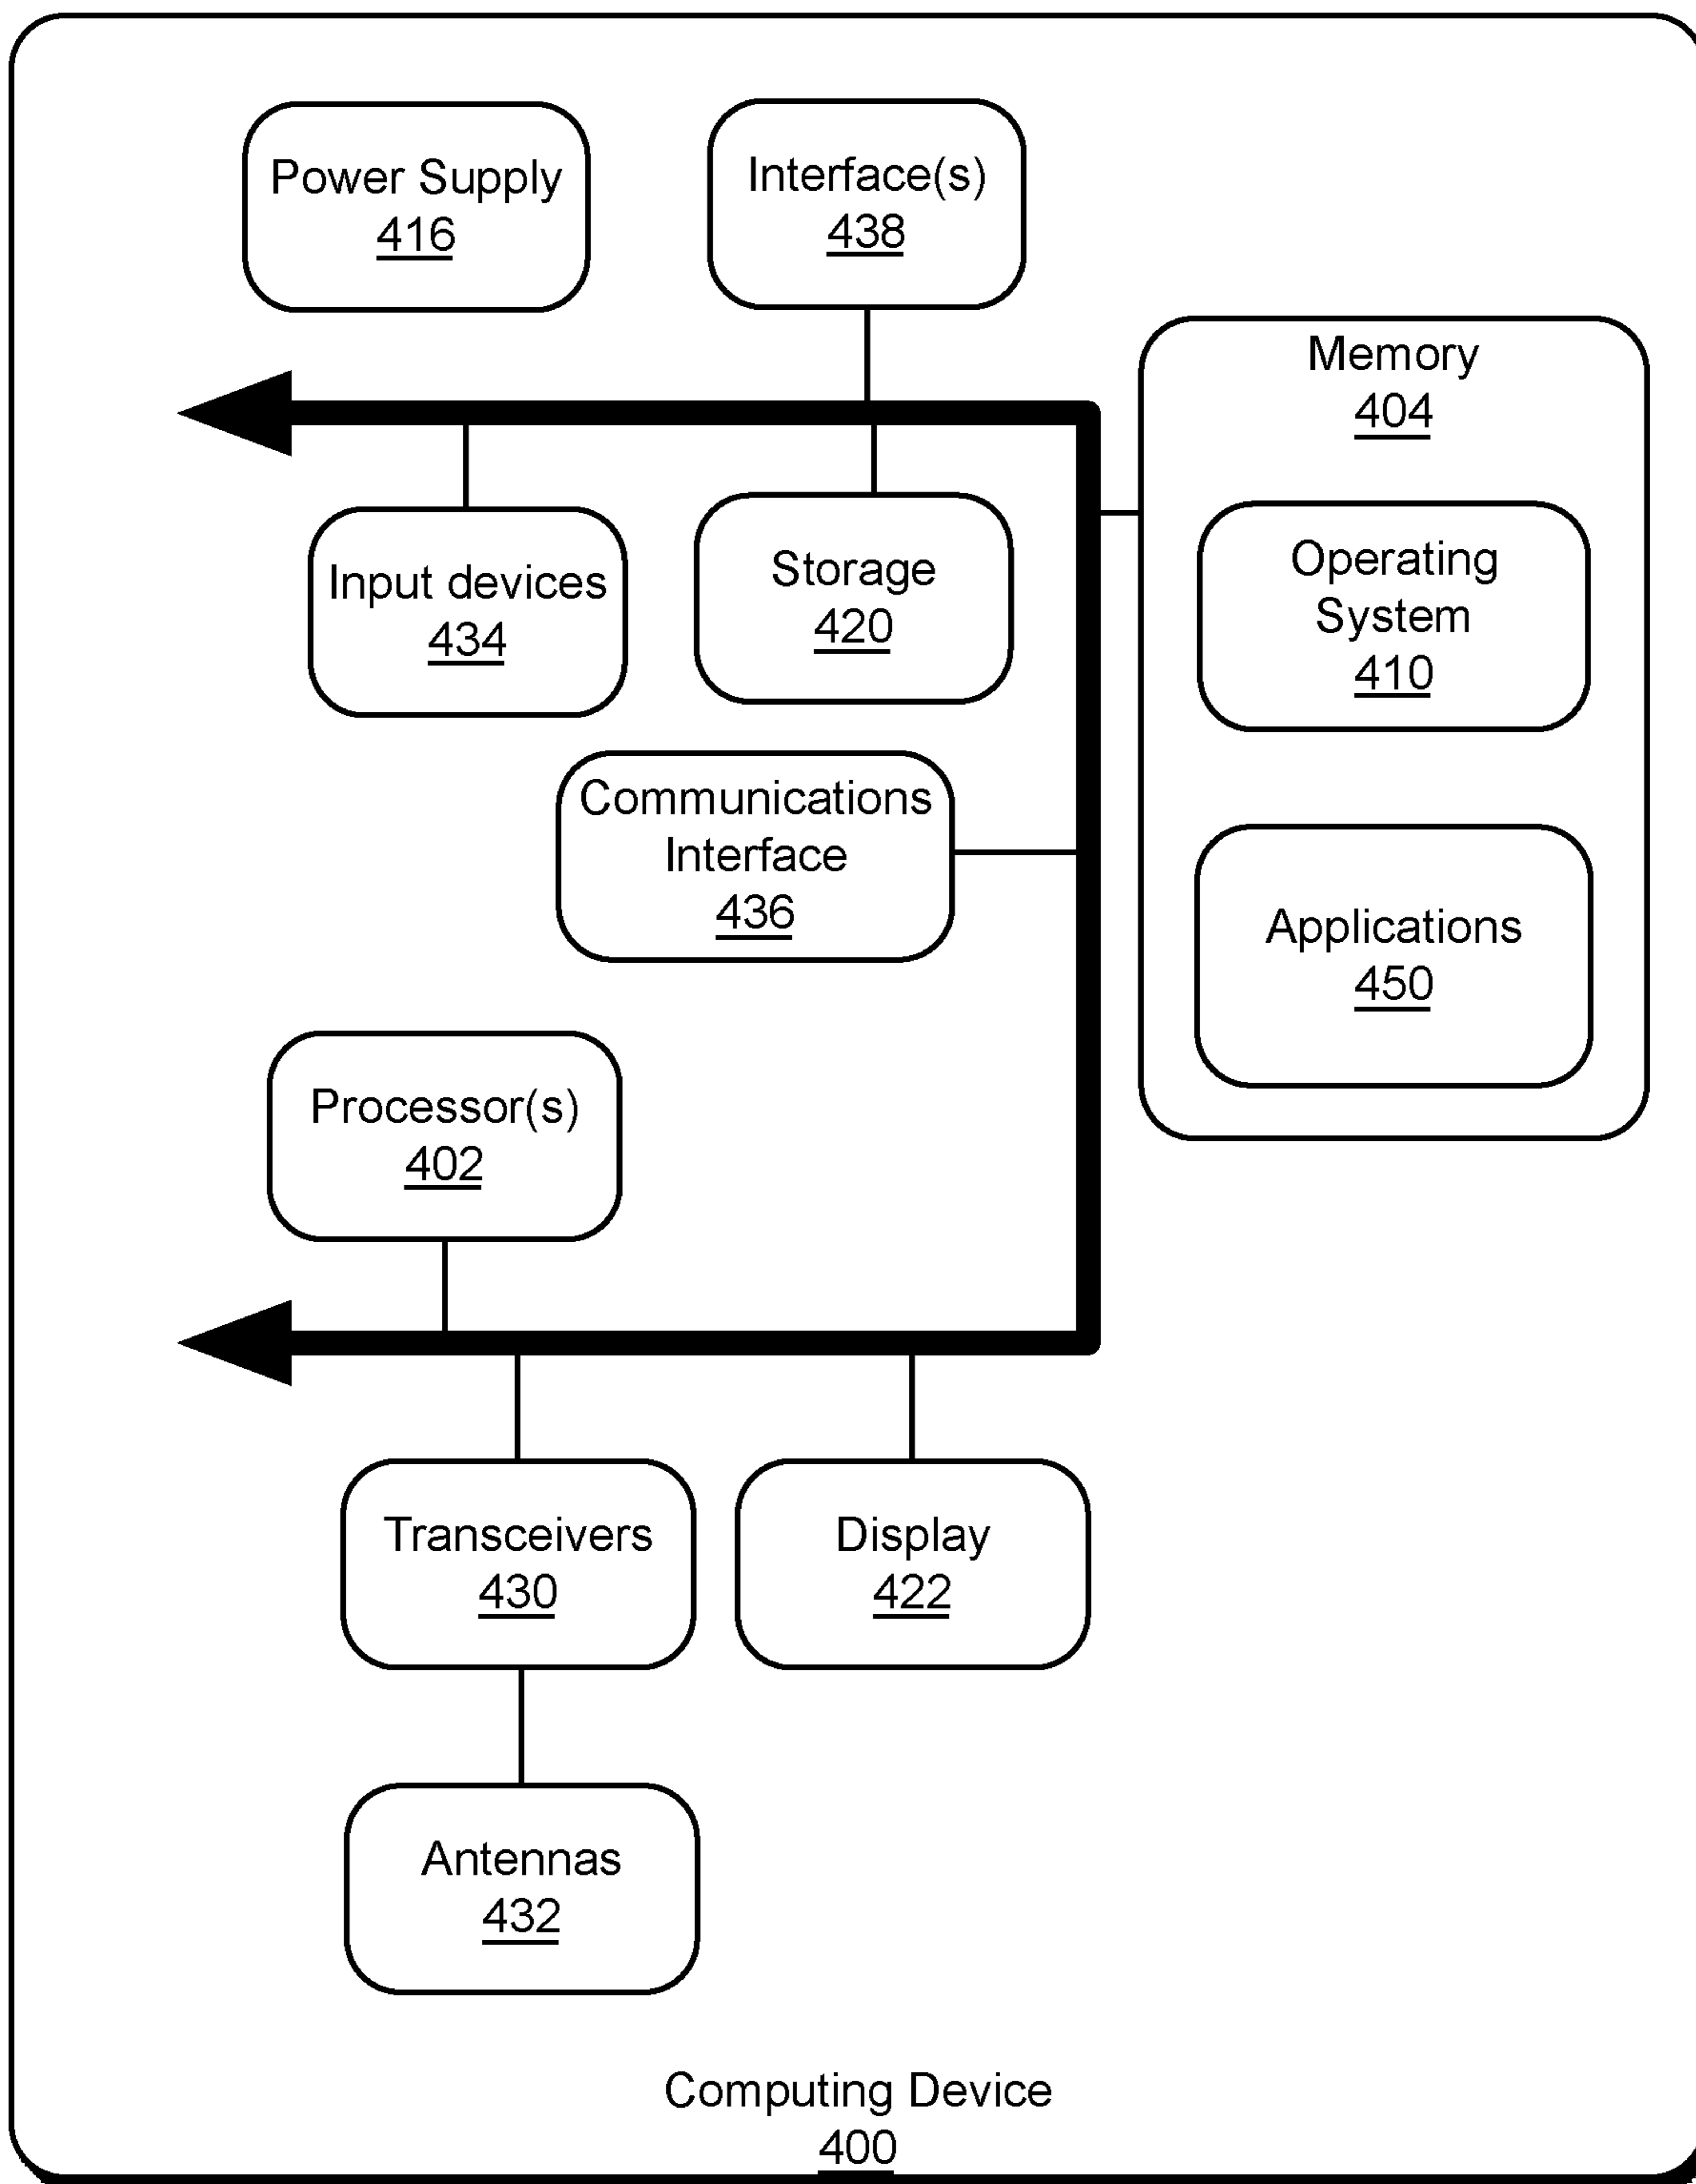 Power Supply
416
Interface(s)
438
Memory
404
Input devices
434
Storage
420
Operating
System
410
Communications
Interface
436
Applications
450
Processor(s)
402
Transceivers
430
Display
422
Antennas
432
Computing Device
400